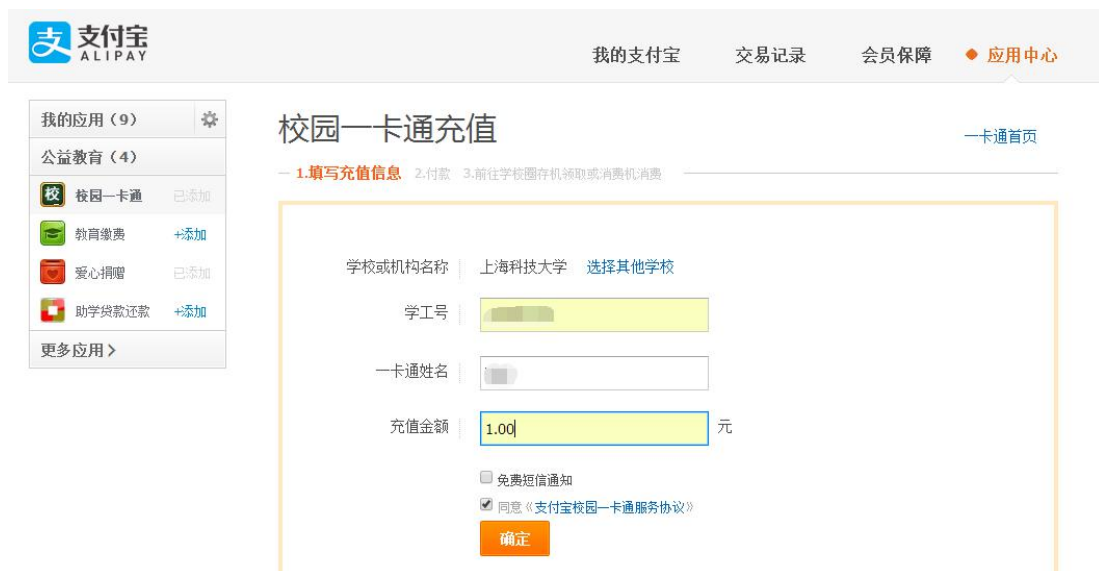 支付宝
ALIPAY
我的支付宝 交易记录 会员保障 应用中心
我的应用（9）
公益教育（4）
校 校园一卡通 已添加
教育缴费 +添加
爱心捐赠 已添加
助学贷款还款 +添加
更多应用
校园一卡通充值
一卡通首页
1.填写充值信息 2.付款 3.前往学校圈存机领取或消费机消费
学校或机构名称 上海科技大学 选择其他学校
学工号
一卡通姓名
充值金额 1.00 元
免费短信通知
同意《支付宝校园一卡通服务协议》
确定